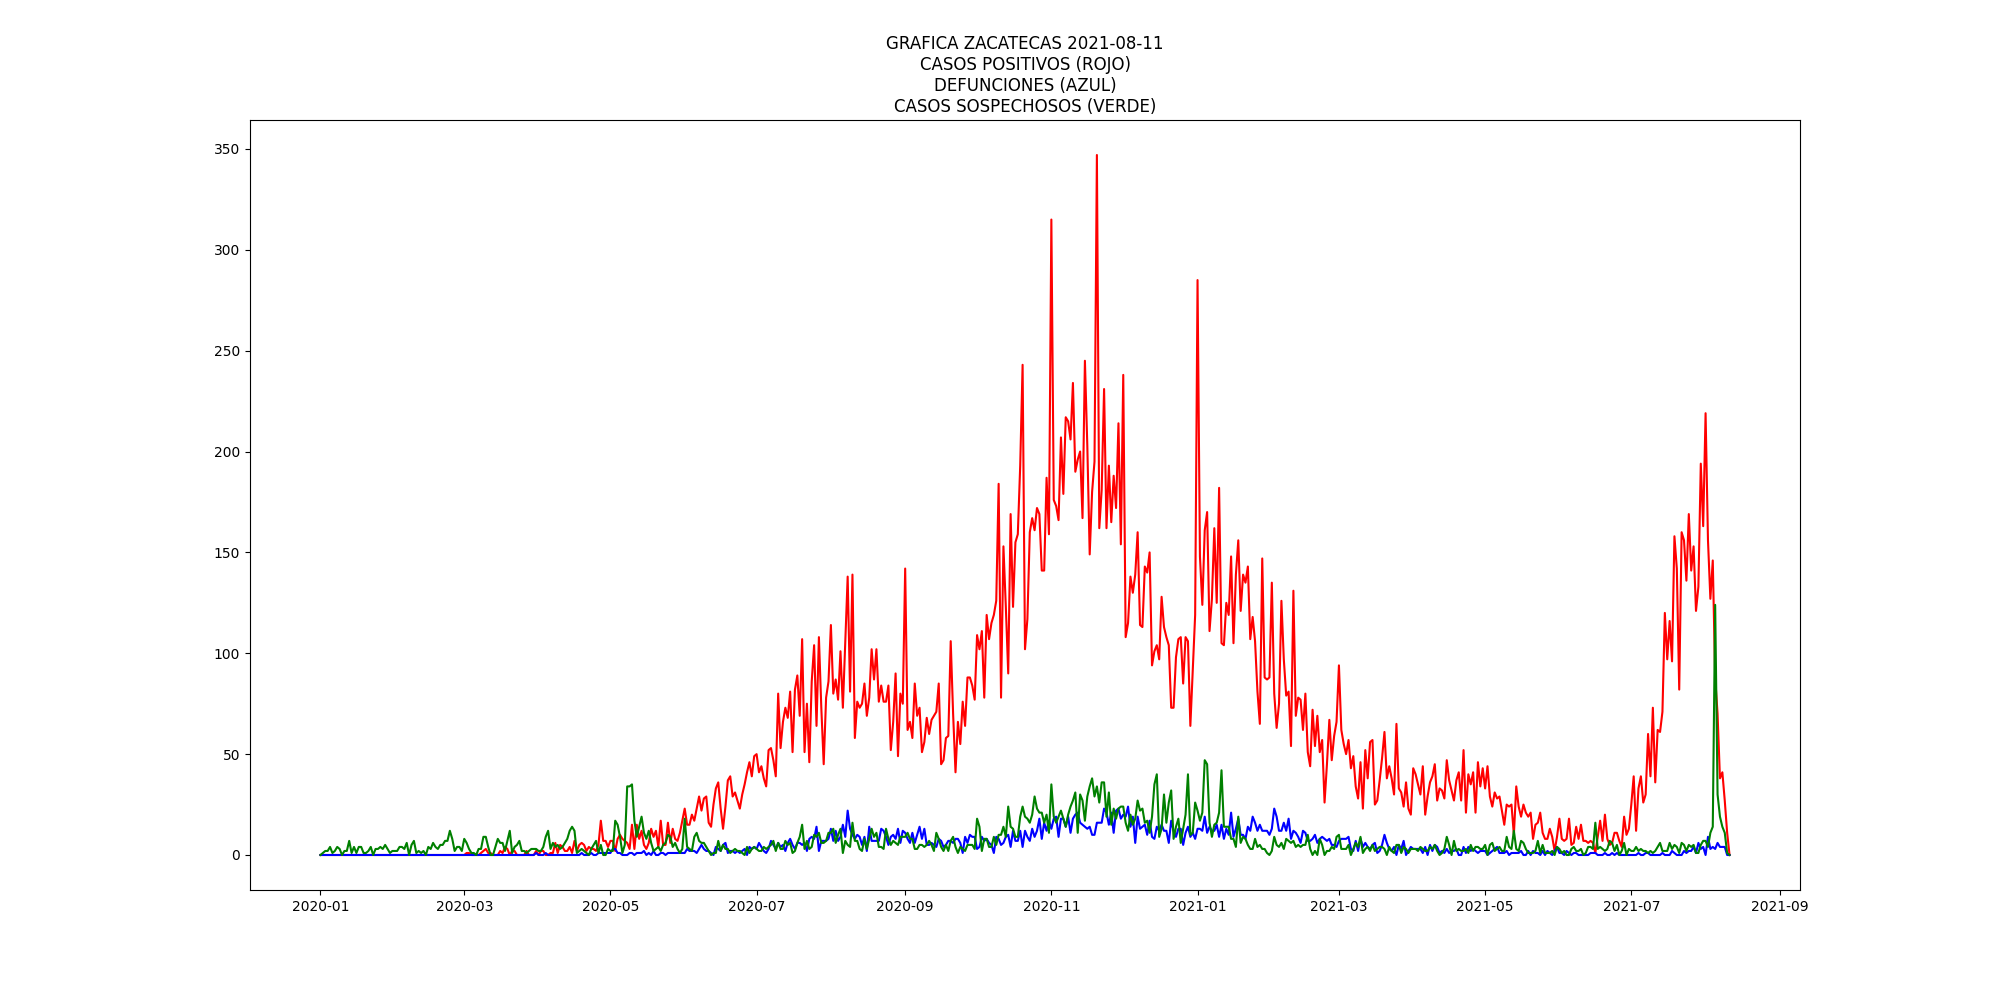 GRAFICA ZACATECAS 2021-08-11
CASOS POSITIVOS (ROJO)
DEFUNCIONES (AZUL)
CASOS SOSPECHOSOS (VERDE)
350
300
250
200
150
100
50
0
2020-01 2020-03 2020-05 2020-07 2020-09 2020-11 2021-01 2021-03 2021-05 2021-07 2021-09